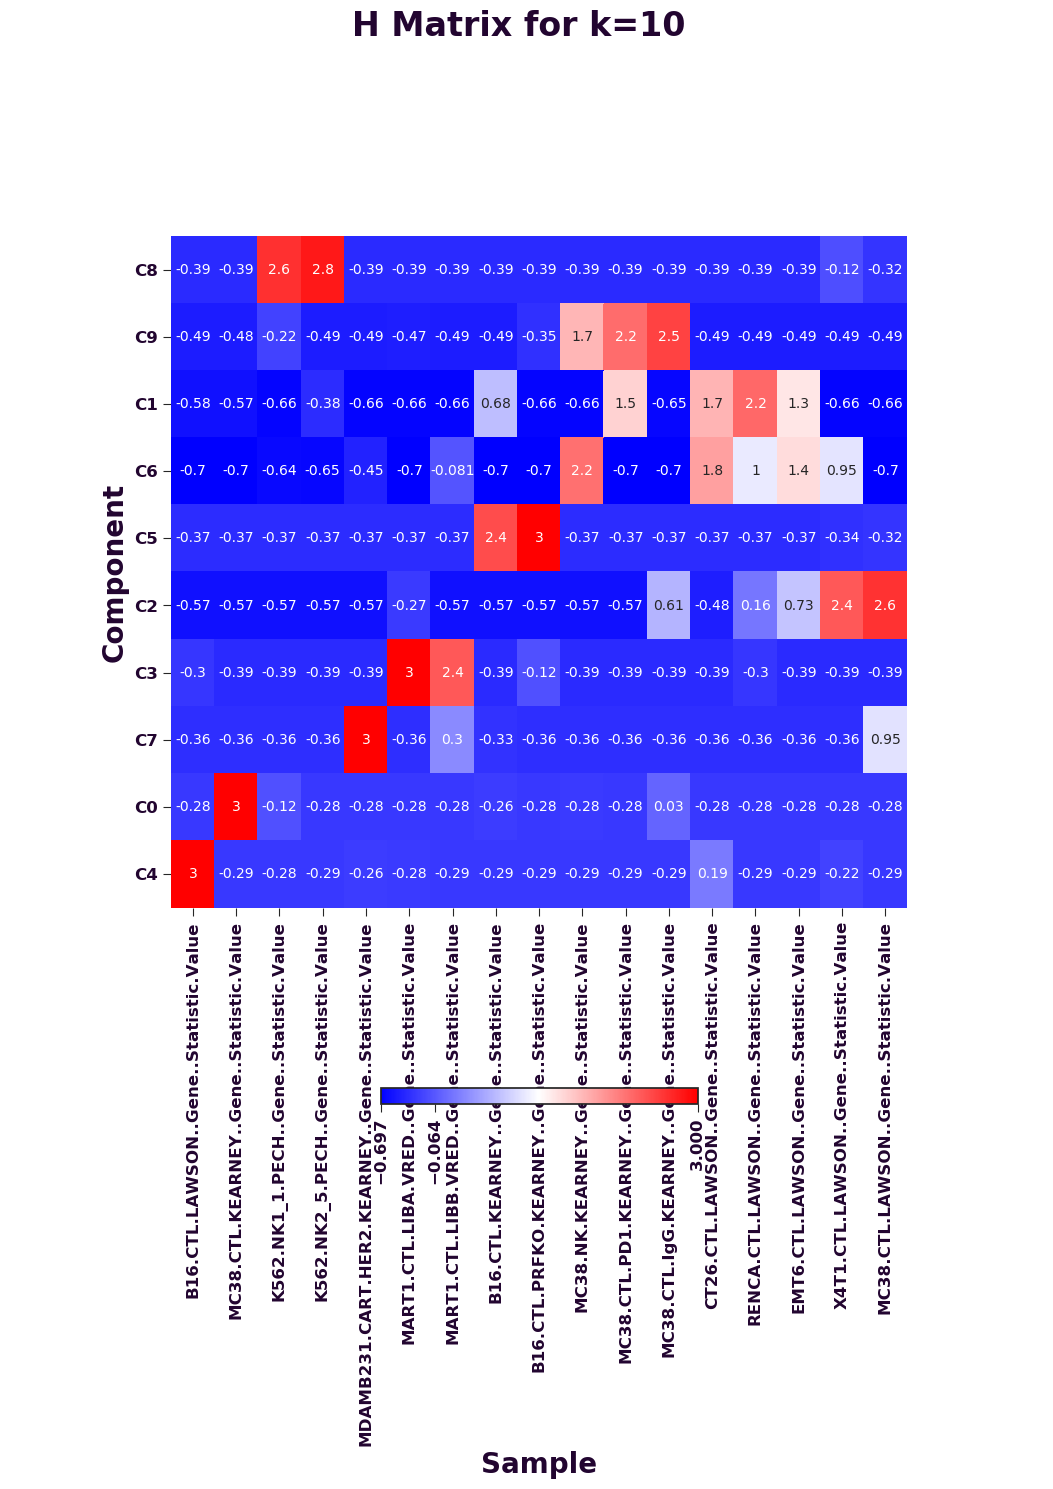 H Matrix for k=10
Component
C8 -0.39 -0.39 2.6 2.8 -0.39 -0.39 -0.39 -0.39 -0.39 -0.39 -0.39 -0.39 -0.39 -0.39 -0.39 -0.12 -0.32
C9 -0.49 -0.48 -0.22 -0.49 -0.49 -0.47 -0.49 -0.49 -0.35 1.7 2.2 2.5 -0.49 -0.49 -0.49 -0.49 -0.49
C1 -0.58 -0.57 -0.66 -0.38 -0.66 -0.66 -0.66 0.68 -0.66 -0.66 1.5 -0.65 1.7 2.2 1.3 -0.66 -0.66
C6 -0.7 -0.7 -0.64 -0.65 -0.45 -0.7 -0.081 -0.7 -0.7 2.2 -0.7 -0.7 1.8 1 1.4 0.95 -0.7
C5 -0.37 -0.37 -0.37 -0.37 -0.37 -0.37 -0.37 2.4 3 -0.37 -0.37 -0.37 -0.37 -0.37 -0.37 -0.34 -0.32
C2 -0.57 -0.57 -0.57 -0.57 -0.57 -0.27 -0.57 -0.57 -0.57 -0.57 -0.57 0.61 -0.48 0.16 0.73 2.4 2.6
C3 -0.3 -0.39 -0.39 -0.39 -0.39 3 2.4 -0.39 -0.12 -0.39 -0.39 -0.39 -0.39 -0.3 -0.39 -0.39 -0.39
C7 -0.36 -0.36 -0.36 -0.36 3 -0.36 0.3 -0.33 -0.36 -0.36 -0.36 -0.36 -0.36 -0.36 -0.36 -0.36 0.95
C0 -0.28 3 -0.12 -0.28 -0.28 -0.28 -0.28 -0.26 -0.28 -0.28 -0.28 0.03 -0.28 -0.28 -0.28 -0.28 -0.28
C4 3 -0.29 -0.28 -0.29 -0.26 -0.28 -0.29 -0.29 -0.29 -0.29 -0.29 -0.29 0.19 -0.29 -0.29 -0.22 -0.29
B16.CTL.LAWSON..Gene..Statistic.Value
MC38.CTL.KEARNEY..Gene..Statistic.Value
K562.NK1_1.PECH..Gene..Statistic.Value
K562.NK2_5.PECH..Gene..Statistic.Value
MDAMB231.CART.HER2.KEARNEY..Gene..Statistic.Value
MART1.CTL.LIBA.VRED..Gene..Statistic.Value
MART1.CTL.LIBB.VRED..Gene..Statistic.Value
B16.CTL.KEARNEY..Gene..Statistic.Value
B16.CTL.PRFKO.KEARNEY..Gene..Statistic.Value
MC38.NK.KEARNEY..Gene..Statistic.Value
MC38.CTL.PD1.KEARNEY..Gene..Statistic.Value
MC38.CTL.IgG.KEARNEY..Gene..Statistic.Value
CT26.CTL.LAWSON..Gene..Statistic.Value
RENCA.CTL.LAWSON..Gene..Statistic.Value
EMT6.CTL.LAWSON..Gene..Statistic.Value
X4T1.CTL.LAWSON..Gene..Statistic.Value
MC38.CTL.LAWSON..Gene..Statistic.Value
−0.697
−0.064
3.000
Sample